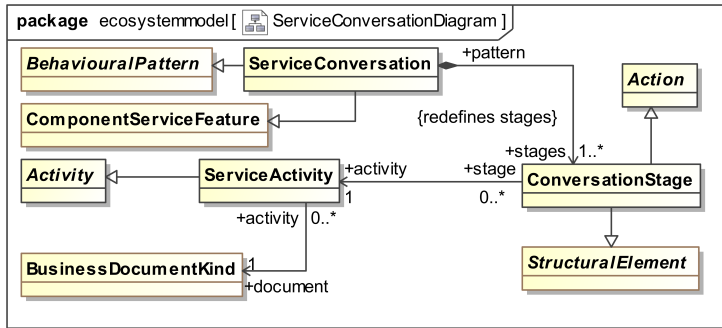 package ecosystemmodel [ ServiceConversationDiagram ]
BehaviouralPattern
ServiceConversation
+pattern
Action
ComponentServiceFeature
{redefines stages}
+stages
1..*
Activity
ServiceActivity
+activity
1
+stage
0..*
ConversationStage
+activity
0..*
BusinessDocumentKind
1
+document
StructuralElement